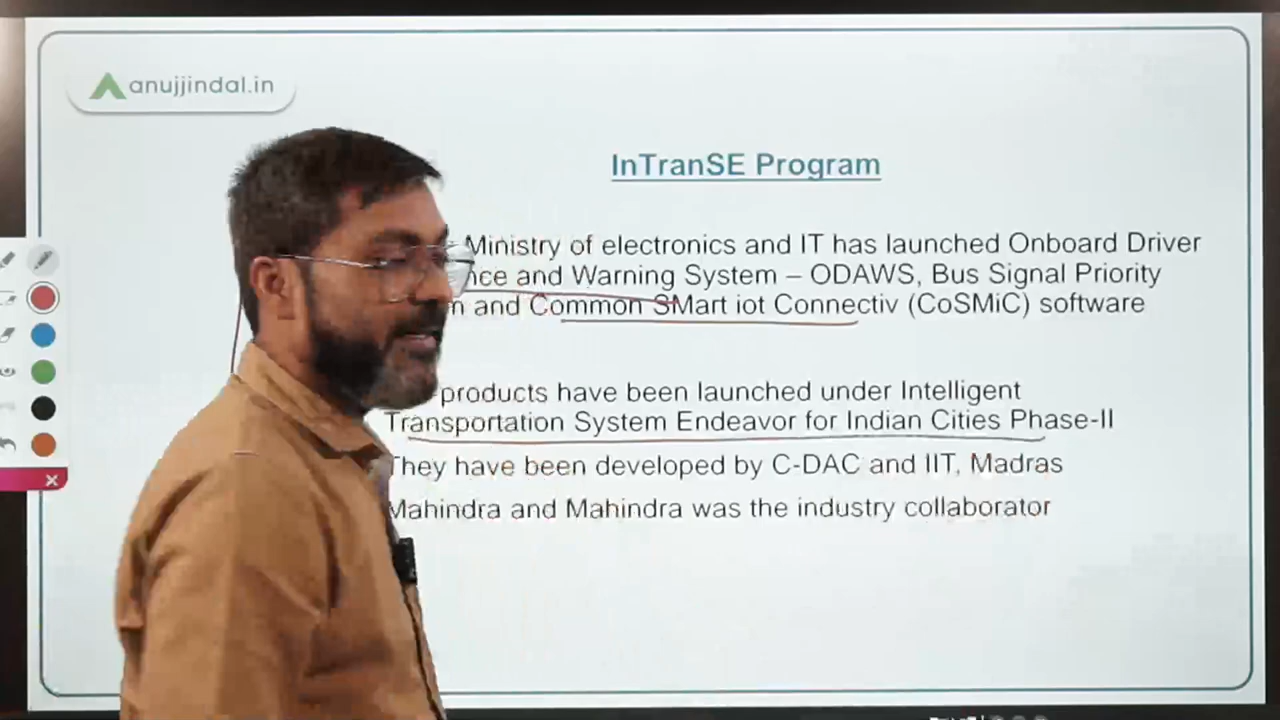 anujjindal.in
InTranSE Program
Ministry of electronics and IT has launched Onboard Driver
and Warning System – ODAWS, Bus Signal Priority
and Common SMart iot Connectiv (CoSMiC) software
products have been launched under Intelligent
Transportation System Endeavor for Indian Cities Phase-II
They have been developed by C-DAC and IIT, Madras
Mahindra and Mahindra was the industry collaborator